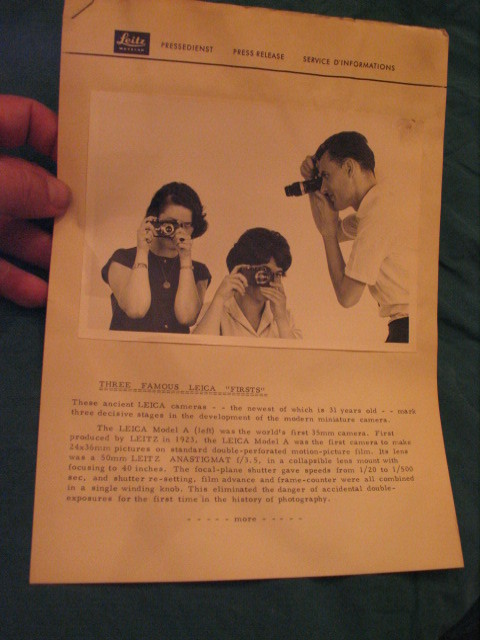 Leitz
WETZLAR
PRESSEDIENST PRESS RELEASE SERVICE D'INFORMATIONS
THREE FAMOUS LEICA "FIRSTS"
These ancient LEICA cameras - - the newest of which is 31 years old - - mark
three decisive stages in the development of the modern miniature camera.
The LEICA Model A (left) was the world's first 35mm camera. First
produced by LEITZ in 1923, the LEICA Model A was the first camera to make
24x36mm pictures on standard double-perforated motion-picture film. Its lens
was a 50mm LEITZ ANASTIGMAT f/3.5, in a collapsible lens mount with
focusing to 40 inches. The focal-plane shutter gave speeds from 1/20 to 1/500
sec, and shutter re-setting, film advance and frame-counter were all combined
in a single winding knob. This eliminated the danger of accidental double-
exposures for the first time in the history of photography.
- - - - - more - - - - -